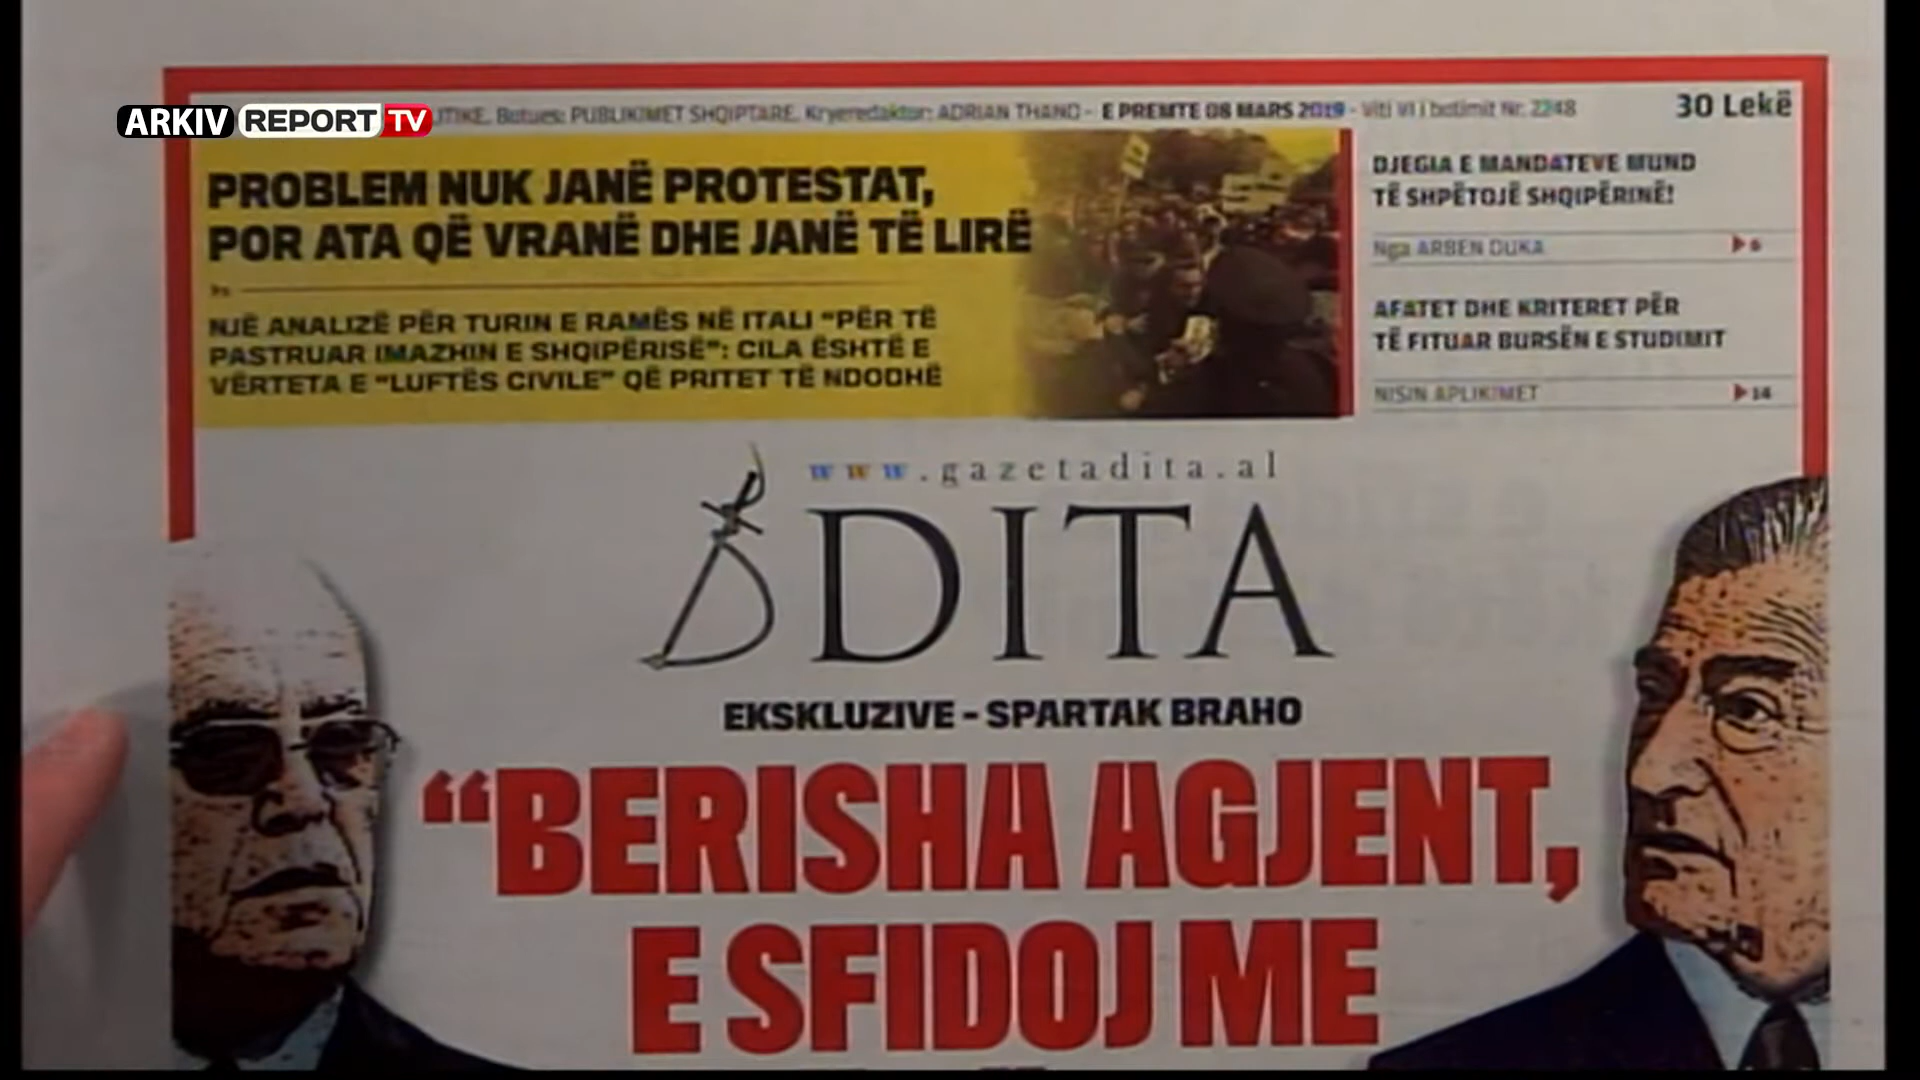 ARKIV REPORT TV
ITIKE. Botues: PUBLIKIMET SHQIPTARE. Kryeredaktor: ADRIAN THANO - E PREMTE 08 MARS 2019 - Viti VI i botimit Nr. 2248
30 Lekë
PROBLEM NUK JANË PROTESTAT,
POR ATA QË VRANË DHE JANË TË LIRË
NJË ANALIZË PËR TURIN E RAMËS NË ITALI "PËR TË
PASTRUAR IMAZHIN E SHQIPËRISË": CILA ËSHTË E
VËRTETA E "LUFTËS CIVILE" QË PRITET TË NDODHË
DJEGIA E MANDATEVE MUND
TË SHPËTOJË SHQIPËRINË!
Nga ARBEN DUKA 6
AFATET DHE KRITERET PËR
TË FITUAR BURSËN E STUDIMIT
NISIN APLIKIMET 14
www.gazetadita.al
DITA
EKSKLUZIVE - SPARTAK BRAHO
“BERISHA AGJENT,
E SFIDOJ ME